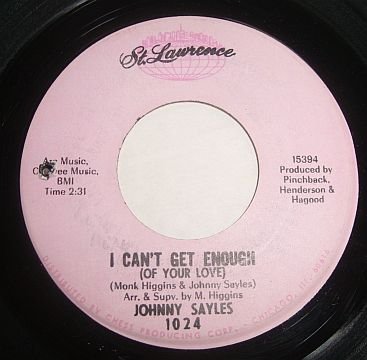 St. Lawrence
Arc Music,
Music,
BMI
Time 2:31
15394
Produced by
Pinchback,
Henderson &
Hagood
I CAN'T GET ENOUGH
(OF YOUR LOVE)
(Monk Higgins & Johnny Sayles)
Arr. & Supv. by M. Higgins
JOHNNY SAYLES
1024
DISTRIBUTED BY CHESS PRODUCING CORP. - CHICAGO, ILL. 60616